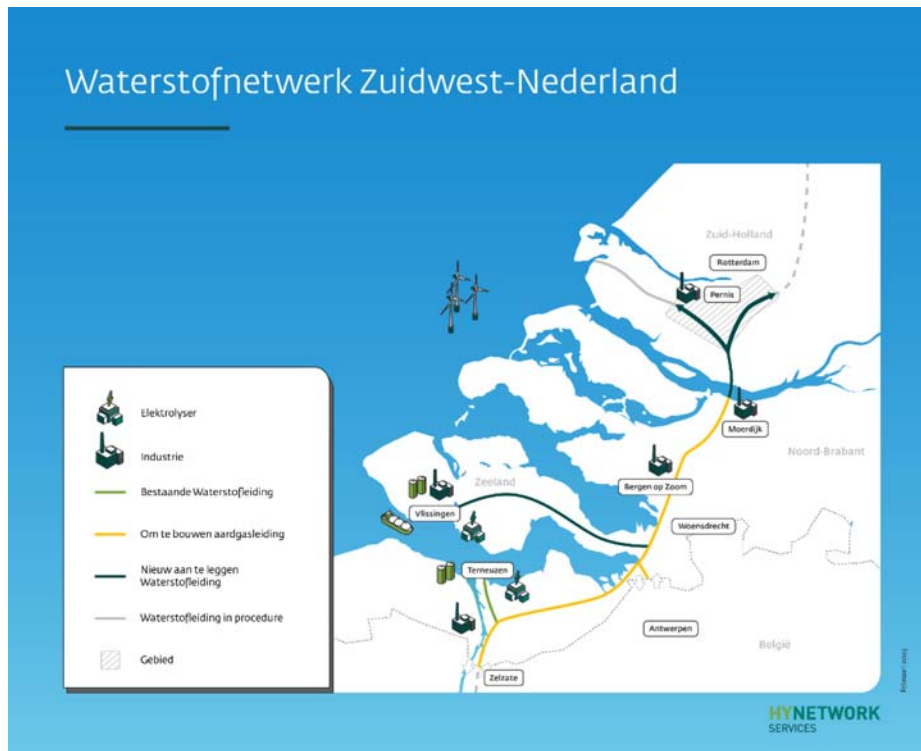 Waterstofnetwerk Zuidwest-Nederland
Zuid-Holland
Rotterdam
Pernis
Moerdijk
Noord-Brabant
Bergen op Zoom
Zeeland
Vlissingen
Woensdrecht
Terneuzen
Antwerpen
België
Zelzate
Elektrolyser
Industrie
Bestaande Waterstofleiding
Om te bouwen aardgasleiding
Nieuw aan te leggen
Waterstofleiding
Waterstofleiding in procedure
Gebied
HYNETWORK
SERVICES